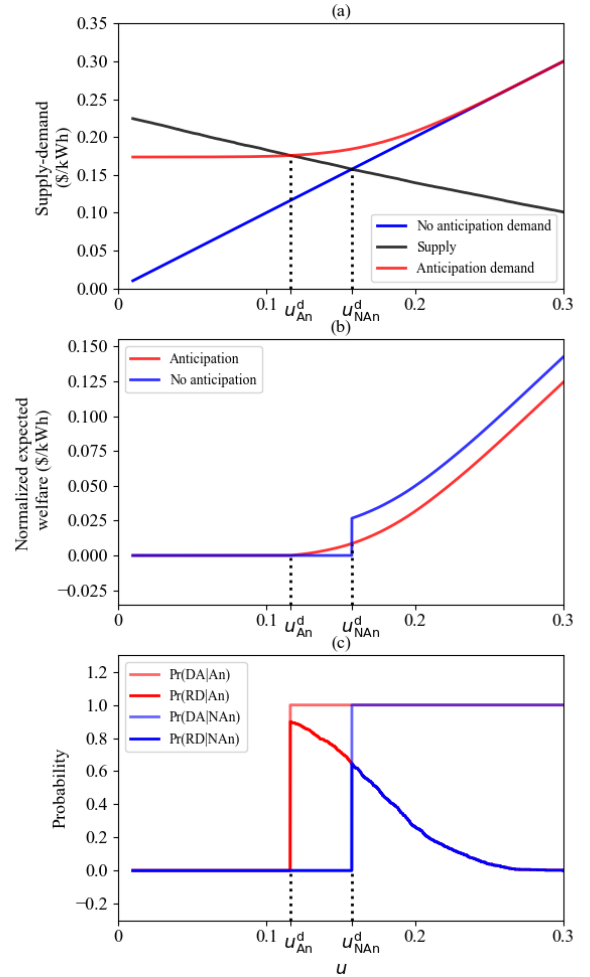 (a)
0.35
0.30
0.25
0.20
0.15
0.10
0.05
0.00
Supply-demand
($/kWh)
No anticipation demand
Supply
Anticipation demand
0
0.1
0.2
0.3
u^d_An
u^d_NAn
(b)
0.150
0.125
0.100
0.075
0.050
0.025
0.000
−0.025
Normalized expected
welfare ($/kWh)
Anticipation
No anticipation
0
0.1
0.2
0.3
u^d_An
u^d_NAn
(c)
1.2
1.0
0.8
0.6
0.4
0.2
0.0
−0.2
Probability
Pr(DA|An)
Pr(RD|An)
Pr(DA|NAn)
Pr(RD|NAn)
0
0.1
0.2
0.3
u^d_An
u^d_NAn
u